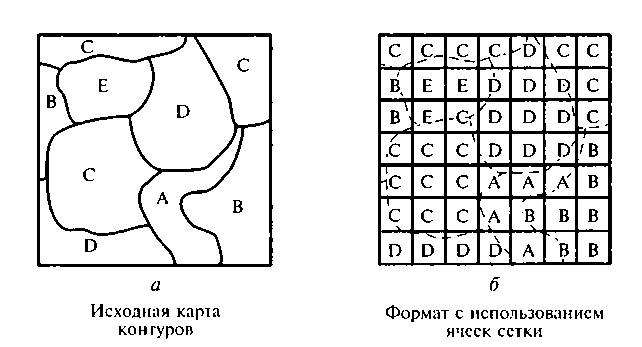 C
C
E
B
D
C
A
B
D
C C C C D C C
B E E D D D C
B E C D D D C
C C C D D D B
C C C A A A B
C C C A B B B
D D D D A B B
а
б
Исходная карта
контуров
Формат с использованием
ячеек сетки